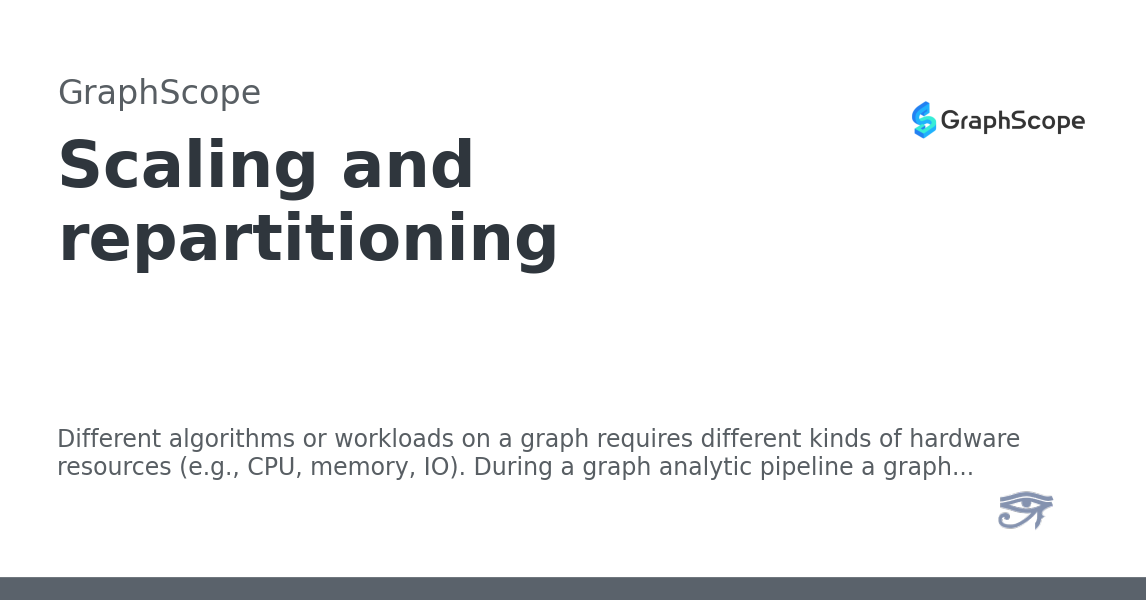 GraphScope
GraphScope
Scaling and
repartitioning
Different algorithms or workloads on a graph requires different kinds of hardware
resources (e.g., CPU, memory, IO). During a graph analytic pipeline a graph...